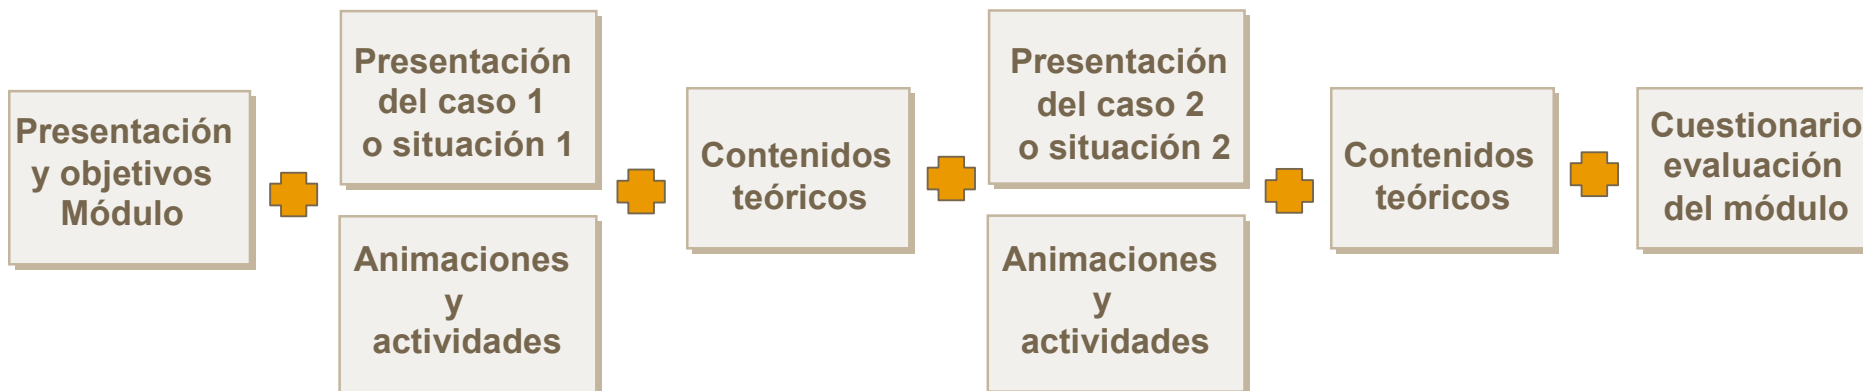 Presentación
y objetivos
Módulo
Presentación
del caso 1
o situación 1
Animaciones
y
actividades
Contenidos
teóricos
Presentación
del caso 2
o situación 2
Animaciones
y
actividades
Contenidos
teóricos
Cuestionario
evaluación
del módulo